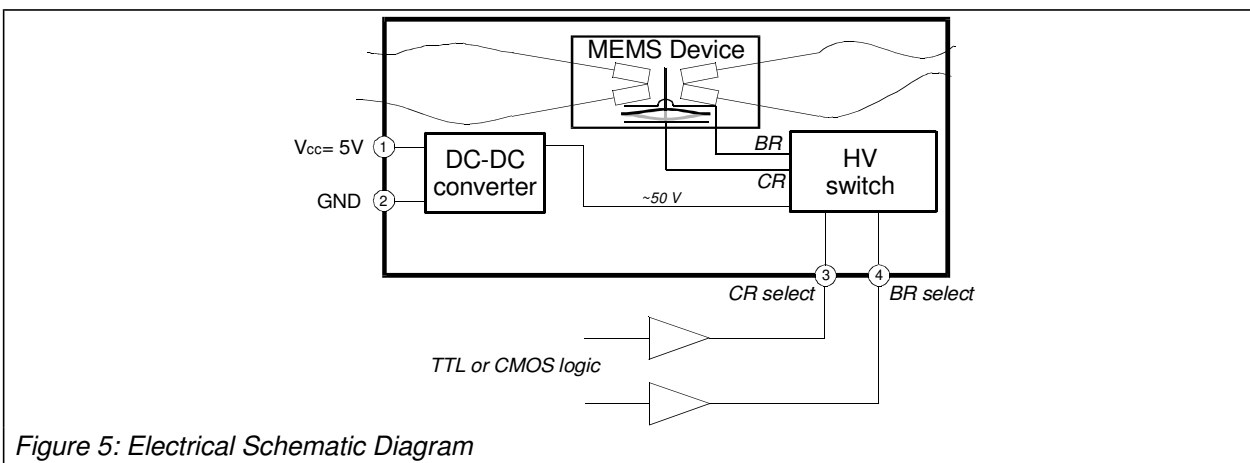 MEMS Device
BR
CR
HV
switch
Vcc= 5V 1
GND 2
DC-DC
converter
~50 V
3 4
CR select BR select
TTL or CMOS logic
Figure 5: Electrical Schematic Diagram